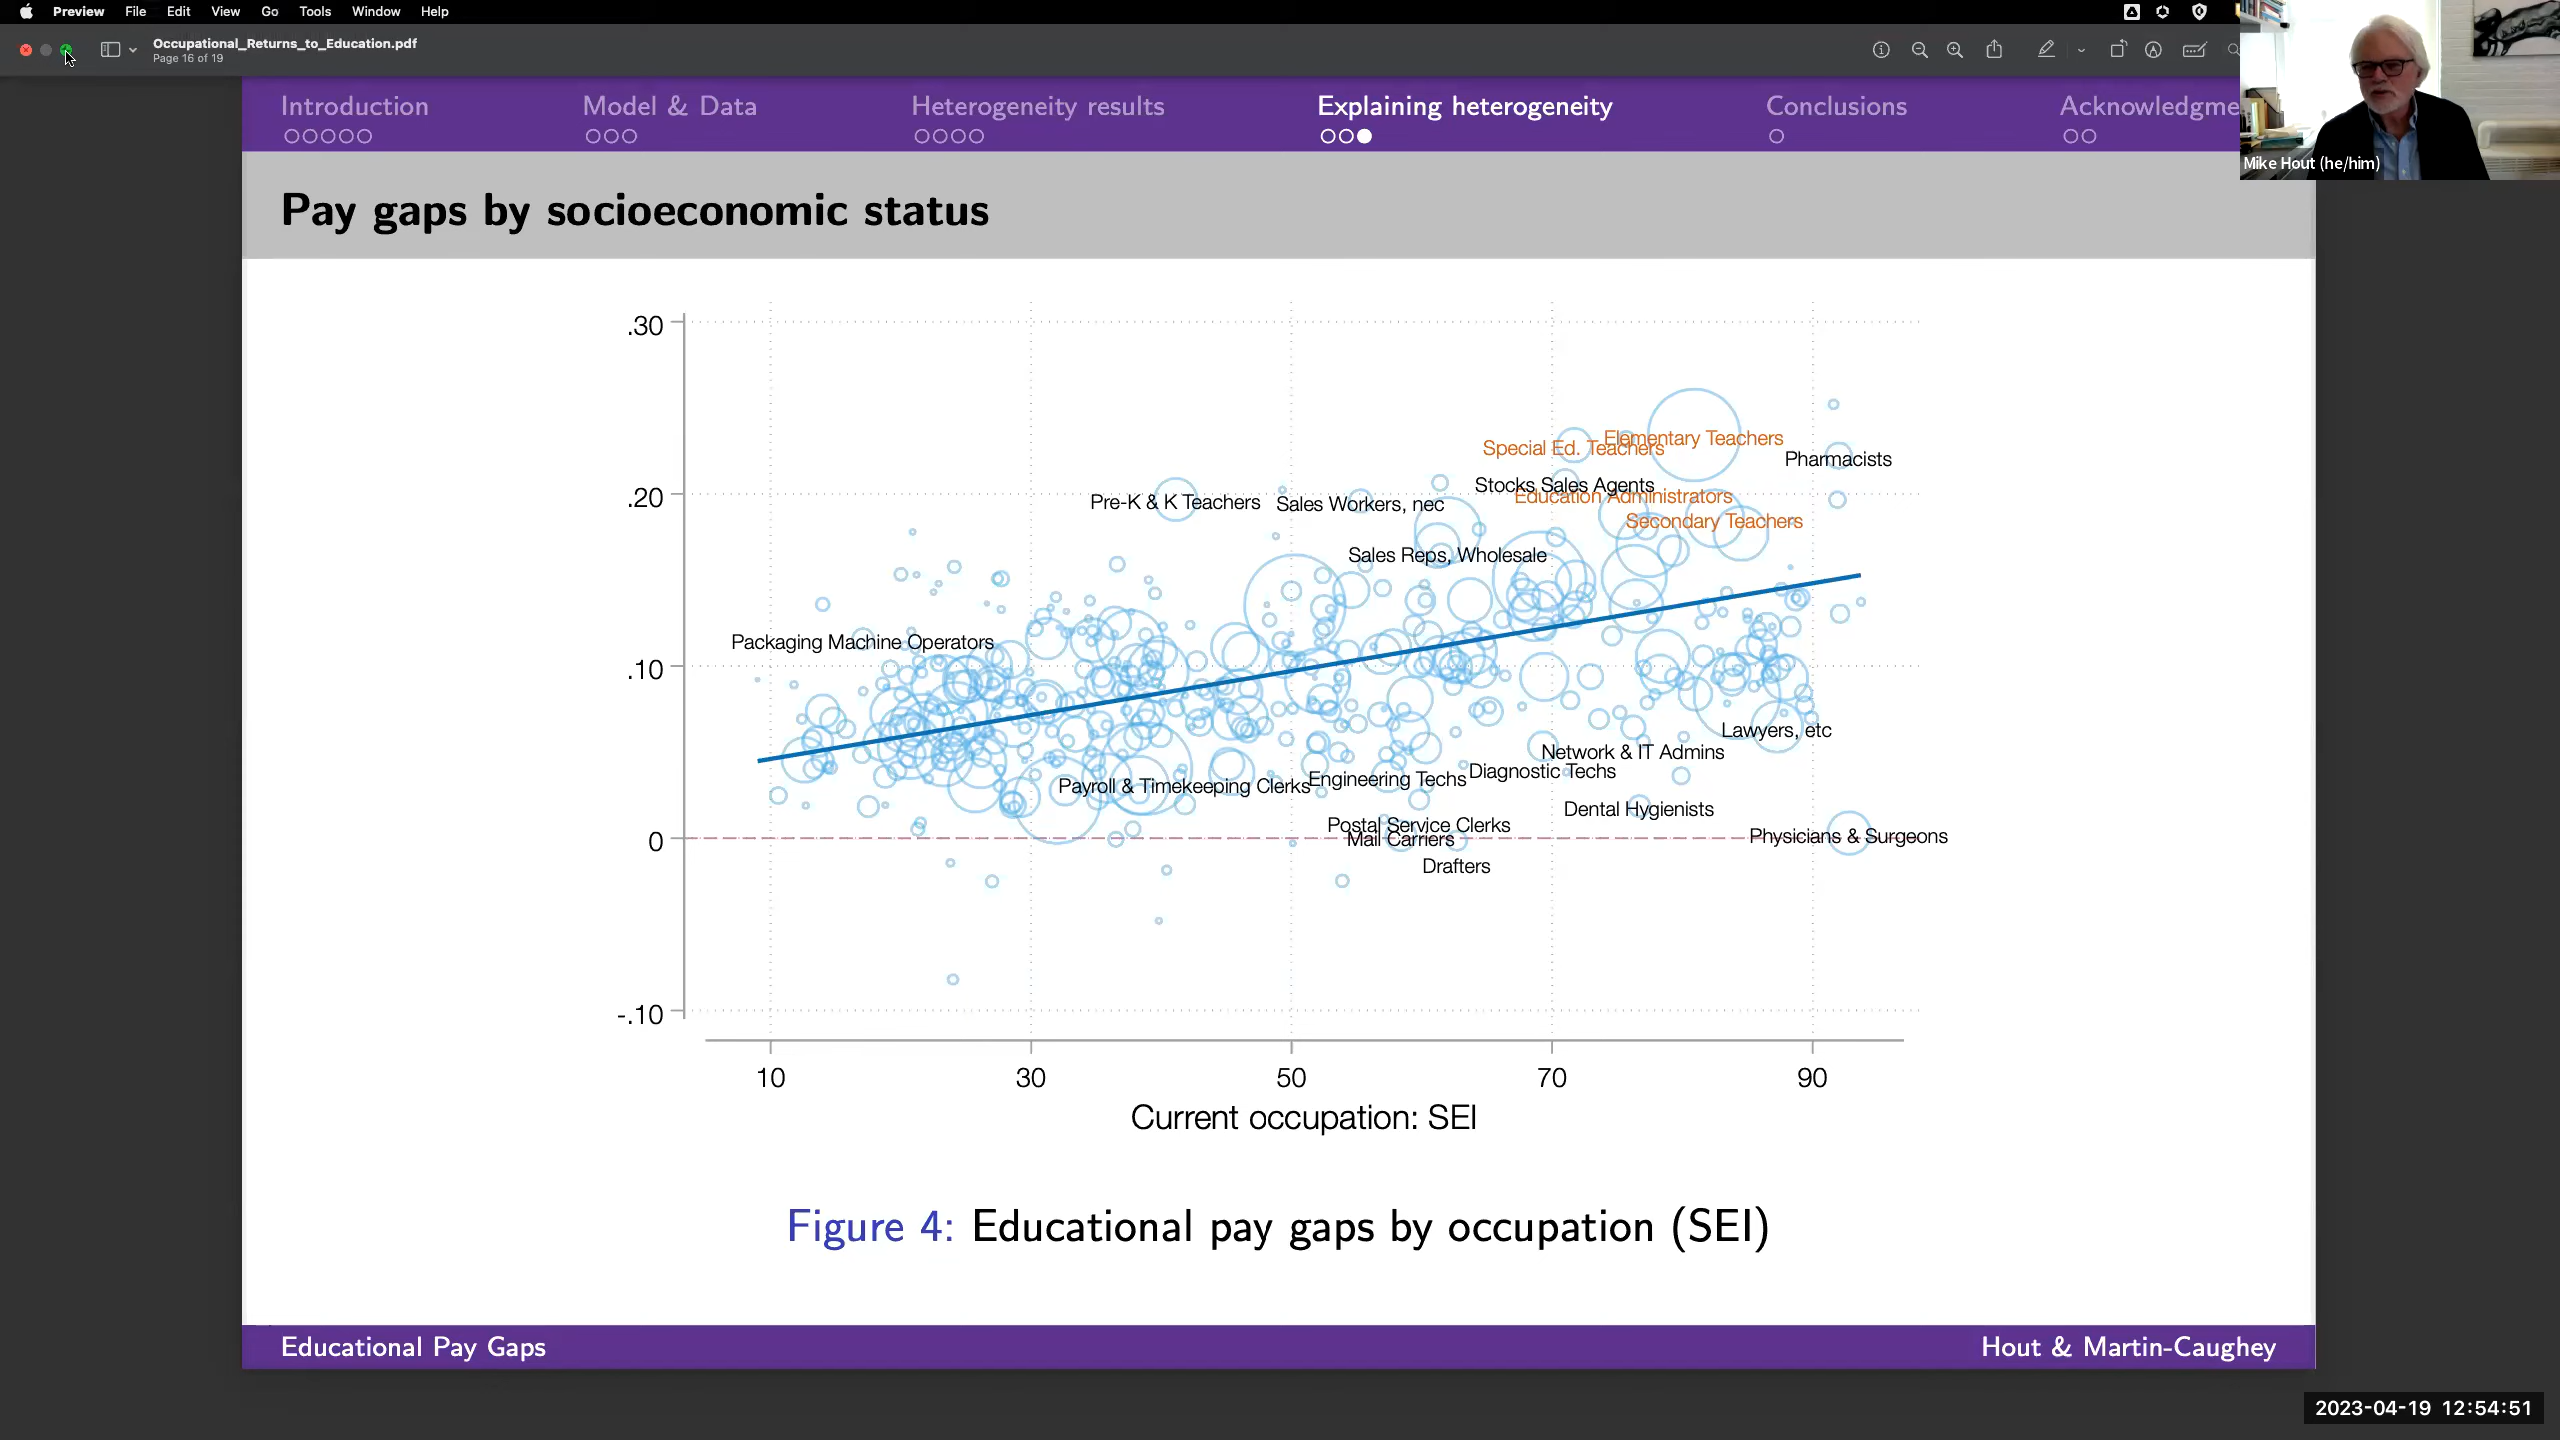 Preview File Edit View Go Tools Window Help
Occupational_Returns_to_Education.pdf
Page 16 of 19
Introduction Model & Data Heterogeneity results Explaining heterogeneity Conclusions Acknowledgme
Mike Hout (he/him)
Pay gaps by socioeconomic status
.30
Elementary Teachers
Special Ed. Teachers
Pharmacists
Stocks Sales Agents
.20
Pre-K & K Teachers
Sales Workers, nec
Education Administrators
Secondary Teachers
Sales Reps, Wholesale
Packaging Machine Operators
.10
Lawyers, etc
Network & IT Admins
Diagnostic Techs
Engineering Techs
Payroll & Timekeeping Clerks
Dental Hygienists
Postal Service Clerks
0
Mail Carriers
Physicians & Surgeons
Drafters
-.10
10 30 50 70 90
Current occupation: SEI
Figure 4: Educational pay gaps by occupation (SEI)
Educational Pay Gaps Hout & Martin-Caughey
2023-04-19 12:54:51